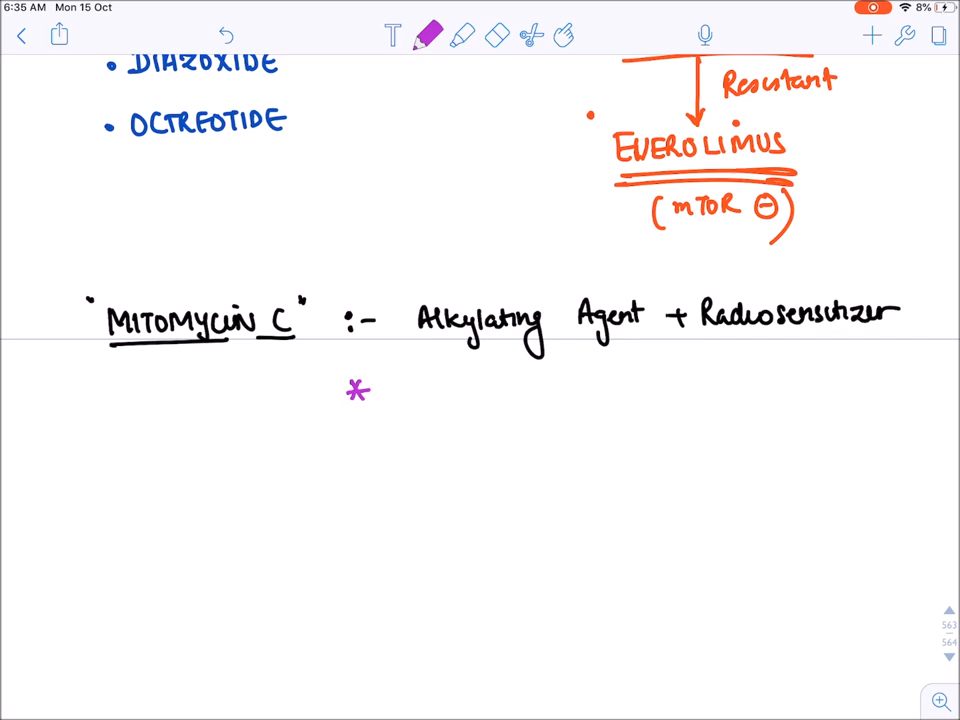 6:35 AM Mon 15 Oct
8%
T
• DIAZOXIDE
Resistant
• OCTREOTIDE
• EVEROLIMUS
(mTOR ⊖)
"MITOMYCIN C" :- Alkylating Agent + Radiosensitizer
*
563
564